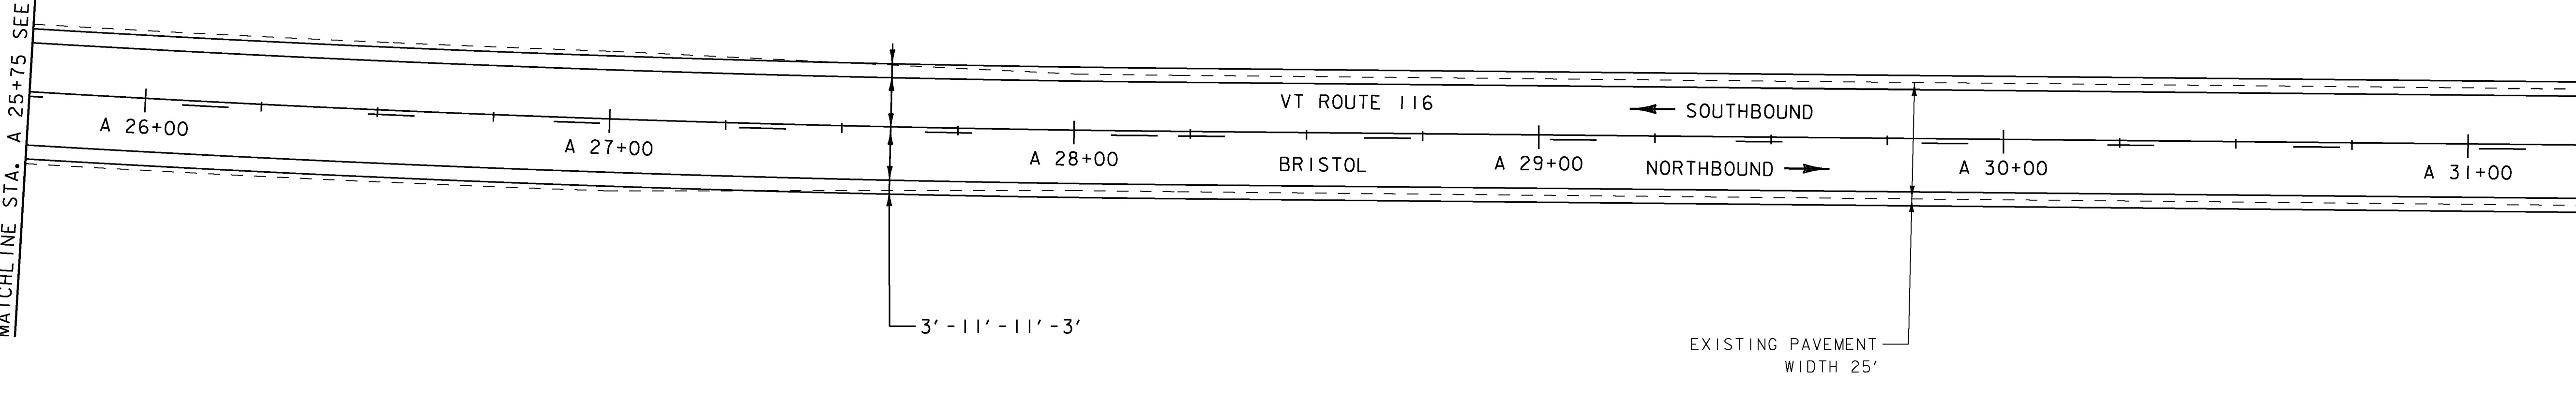 MATCHLINE STA. A 25+75 SEE
A 26+00
A 27+00
A 28+00
A 29+00
A 30+00
A 31+00
VT ROUTE 116
SOUTHBOUND
BRISTOL
NORTHBOUND
3'-11'-11'-3'
EXISTING PAVEMENT
WIDTH 25'